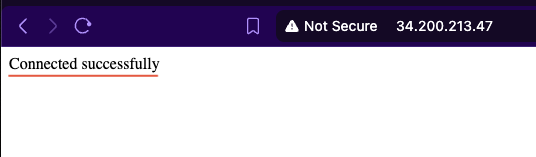 Not Secure 34.200.213.47
Connected successfully